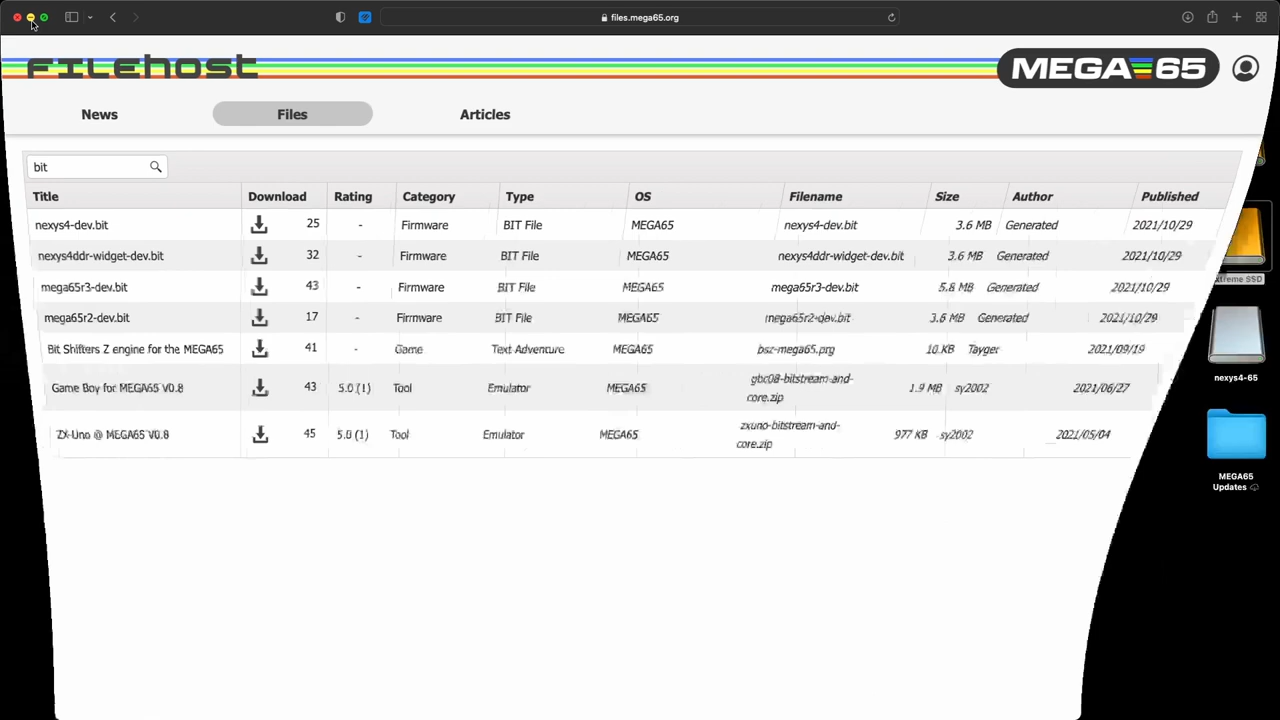 files.mega65.org
FILEHOST
MEGA 65
News Files Articles
bit
Title Download Rating Category Type OS Filename Size Author Published
nexys4-dev.bit 25 - Firmware BIT File MEGA65 nexys4-dev.bit 3.6 MB Generated 2021/10/29
nexys4ddr-widget-dev.bit 32 - Firmware BIT File MEGA65 nexys4ddr-widget-dev.bit 3.6 MB Generated 2021/10/29
mega65r3-dev.bit 43 - Firmware BIT File MEGA65 mega65r3-dev.bit 5.8 MB Generated 2021/10/29
mega65r2-dev.bit 17 - Firmware BIT File MEGA65 mega65r2-dev.bit 3.6 MB Generated 2021/10/29
Bit Shifters Z engine for the MEGA65 41 - Game Text Adventure MEGA65 bsz-mega65.prg 10 KB Tayger 2021/09/19
Game Boy for MEGA65 V0.8 43 5.0 (1) Tool Emulator MEGA65 gbc08-bitstream-and-
core.zip 1.9 MB sy2002 2021/06/27
ZX-Uno @ MEGA65 V0.8 45 5.0 (1) Tool Emulator MEGA65 zxuno-bitstream-and-
core.zip 977 KB sy2002 2021/05/04
treme SSD
nexys4-65
MEGA65
Updates